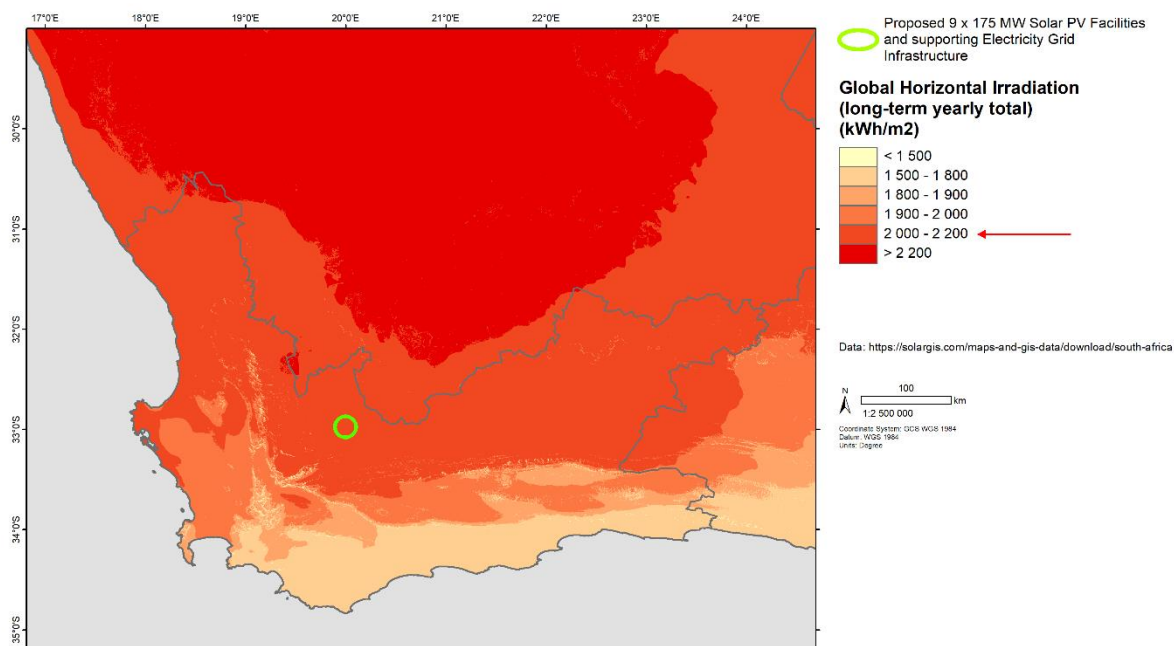 17°0'E 18°0'E 19°0'E 20°0'E 21°0'E 22°0'E 23°0'E 24°0'E
30°0'S
31°0'S
32°0'S
33°0'S
34°0'S
35°0'S
Proposed 9 x 175 MW Solar PV Facilities
and supporting Electricity Grid
Infrastructure
Global Horizontal Irradiation
(long-term yearly total)
(kWh/m2)
< 1 500
1 500 - 1 800
1 800 - 1 900
1 900 - 2 000
2 000 - 2 200
> 2 200
Data: https://solargis.com/maps-and-gis-data/download/south-africa
N
100
km
1:2 500 000
Coordinate System: GCS WGS 1984
Datum: WGS 1984
Units: Degree